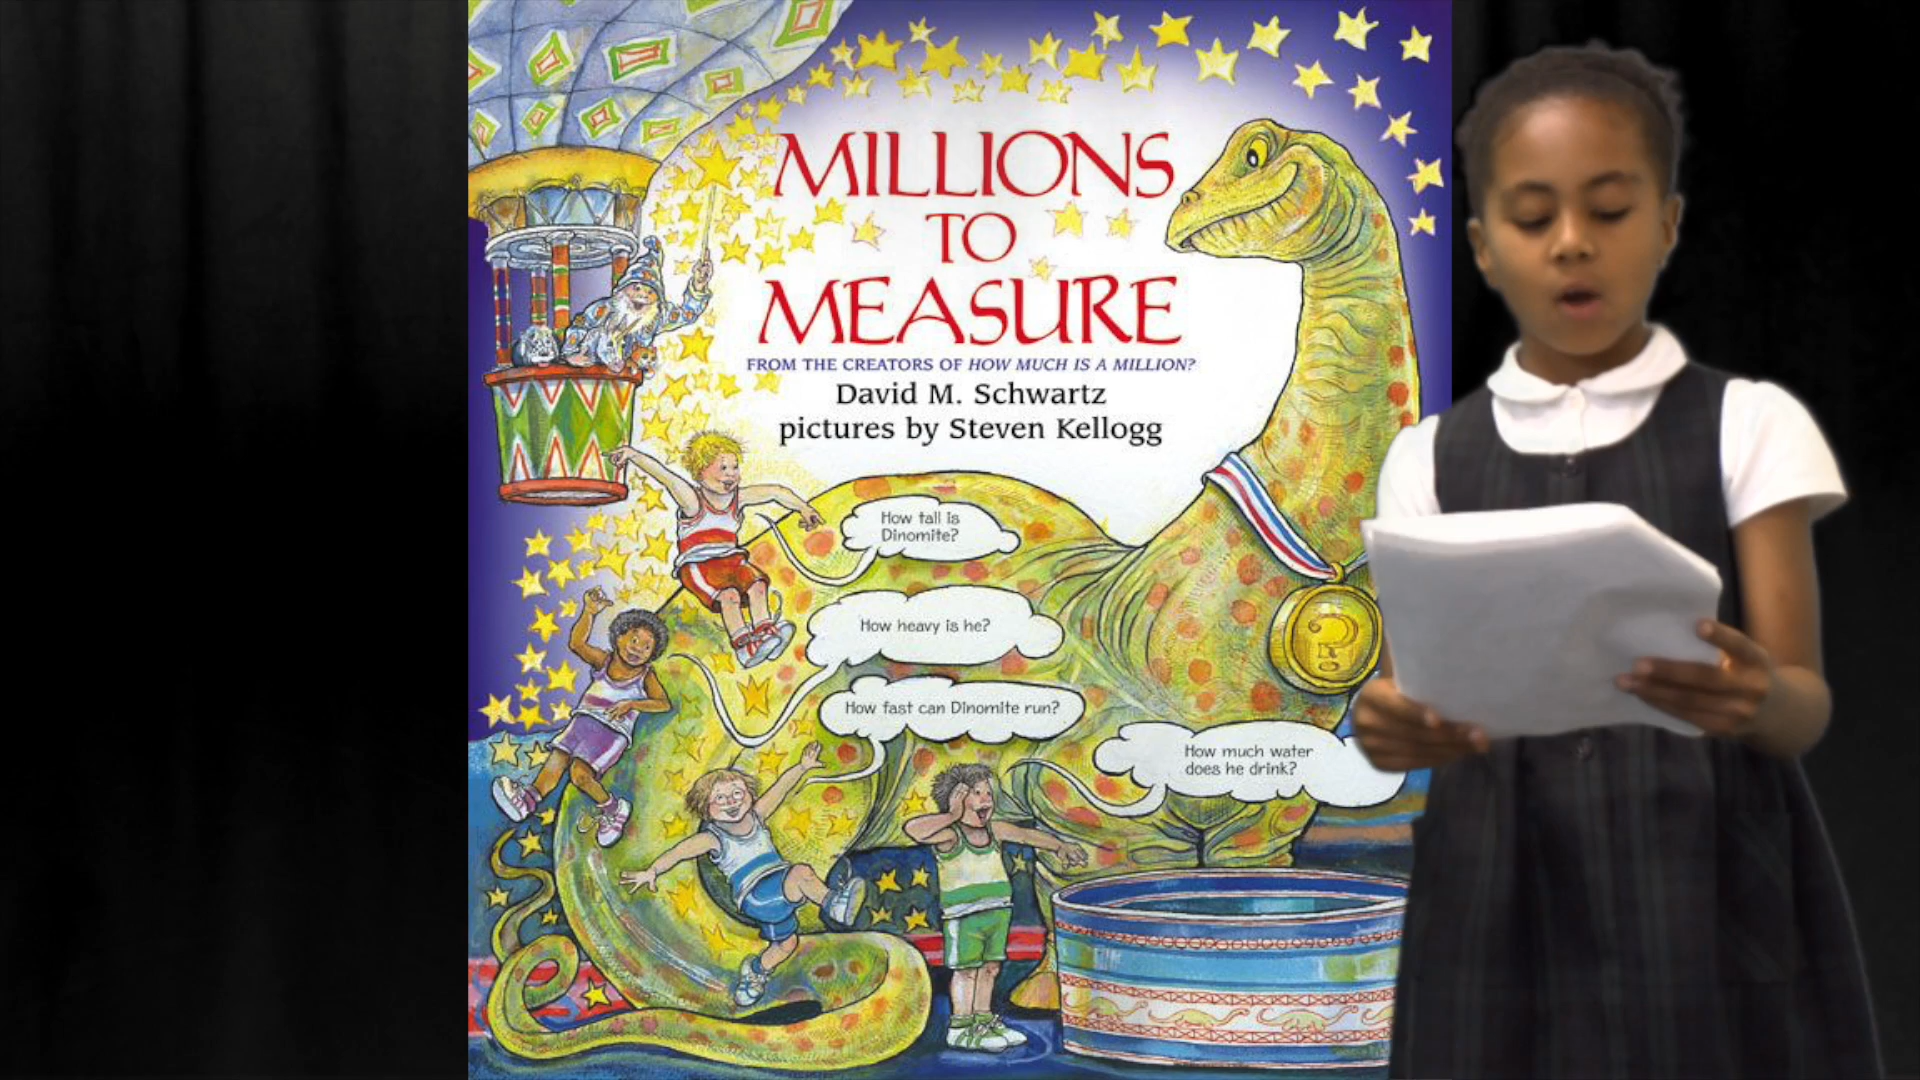 MILLIONS
TO
MEASURE
FROM THE CREATORS OF HOW MUCH IS A MILLION?
David M. Schwartz
pictures by Steven Kellogg
How tall is
Dinomite?
How heavy is he?
How fast can Dinomite run?
How much water
does he drink?
?